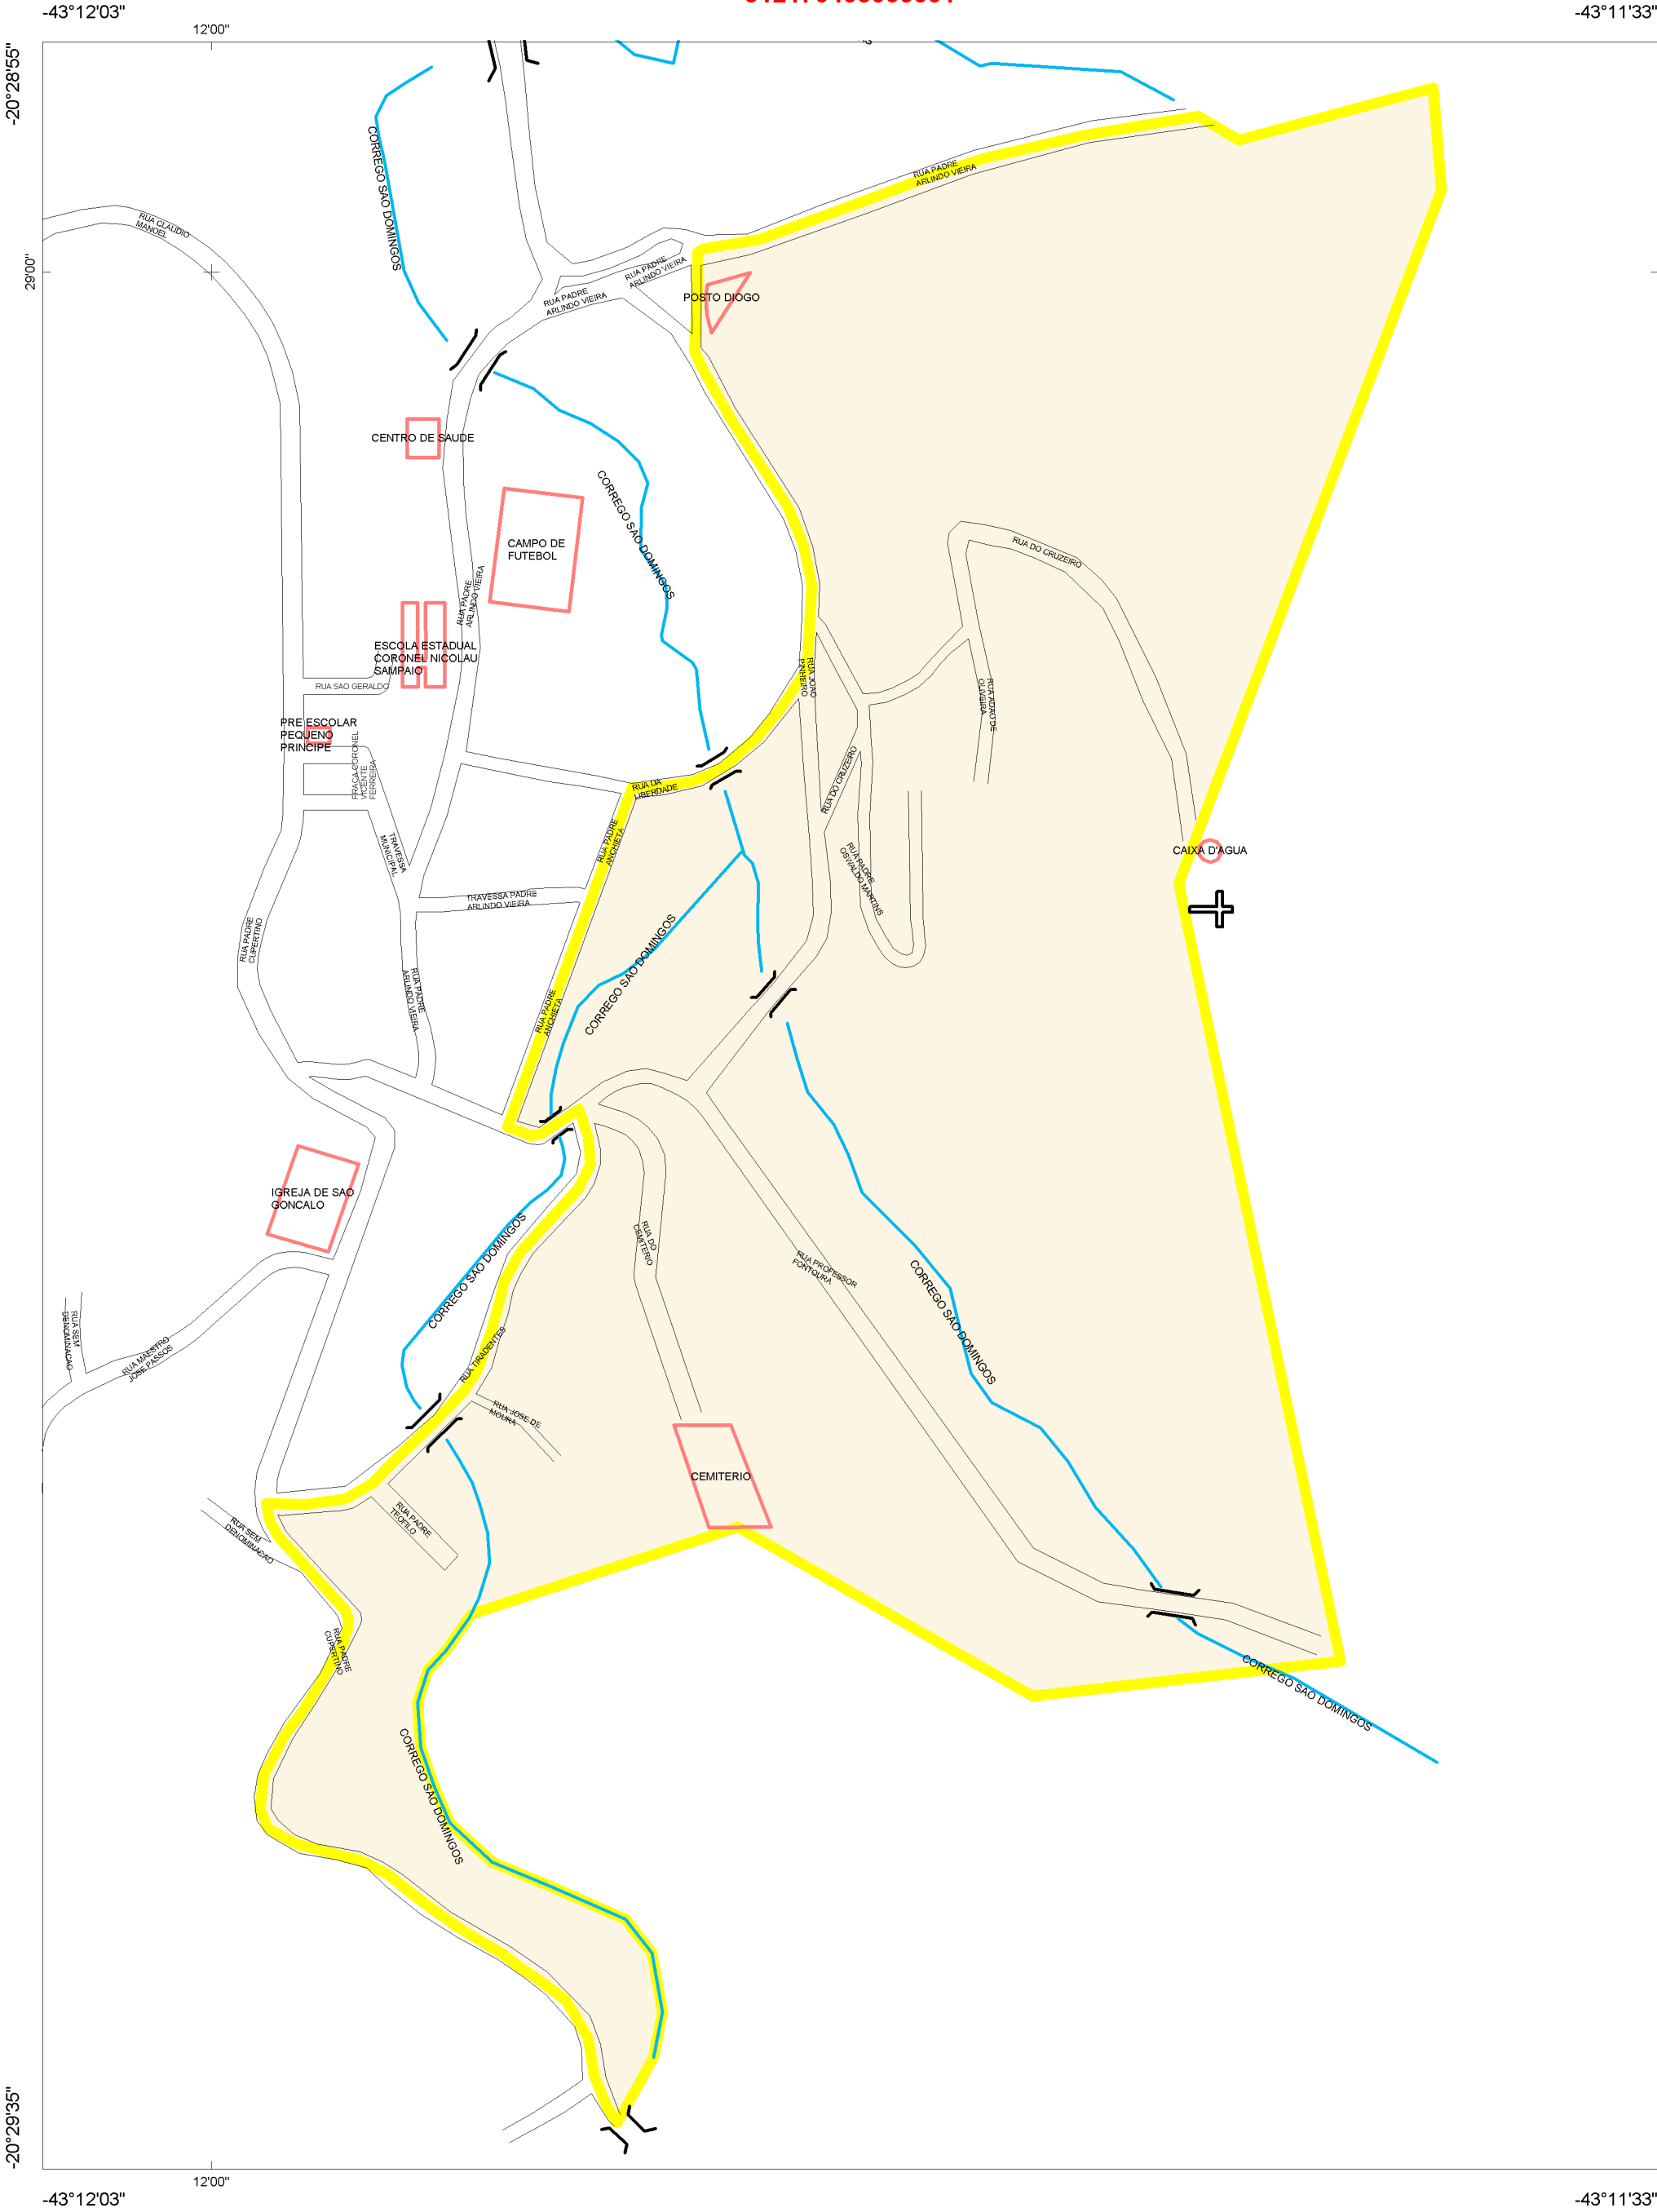 -43°12'03"
-43°11'33"
12'00"
-20°28'55"
29'00"
CORREGO SAO DOMINGOS
RUA PADRE
ARLINDO VIEIRA
RUA CLAUDIO
MANOEL
RUA PADRE
ARLINDO VIEIRA
RUA PADRE
ARLINDO VIEIRA
POSTO DIOGO
CENTRO DE SAUDE
CORREGO SAO DOMINGOS
CAMPO DE
FUTEBOL
RUA DO CRUZEIRO
RUA PADRE
ARLINDO VIEIRA
ESCOLA ESTADUAL
CORONEL NICOLAU
SAMPAIO
RUA SAO GERALDO
RUA JOAO
PINHEIRO
RUA ADAO DE
OLIVEIRA
PRE ESCOLAR
PEQUENO
PRINCIPE
PRACA CORONEL
VICENTE
FERREIRA
RUA DA
LIBERDADE
RUA DO CRUZEIRO
TRAVESSA
MUNICIPAL
RUA PADRE
ANCHIETA
RUA PADRE
OSWALDO MARTINS
CAIXA D'AGUA
TRAVESSA PADRE
ARLINDO VIEIRA
RUA PADRE
CUPERTINO
RUA PADRE
ARLINDO VIEIRA
RUA PADRE
ANCHIETA
CORREGO SAO DOMINGOS
IGREJA DE SAO
GONCALO
CORREGO SAO DOMINGOS
RUA DO
CEMITERIO
RUA PROFESSOR
FONTOURA
CORREGO SAO DOMINGOS
RUA SEM
DENOMINACAO
RUA MAESTRO
JOSE PASSOS
RUA TIRADENTES
RUA JOSE DE
MOURA
CEMITERIO
RUA PADRE
TEOFILO
RUA SEM
DENOMINACAO
RUA PADRE
CUPERTINO
CORREGO SAO DOMINGOS
CORREGO SAO DOMINGOS
-20°29'35"
12'00"
-43°12'03"
-43°11'33"